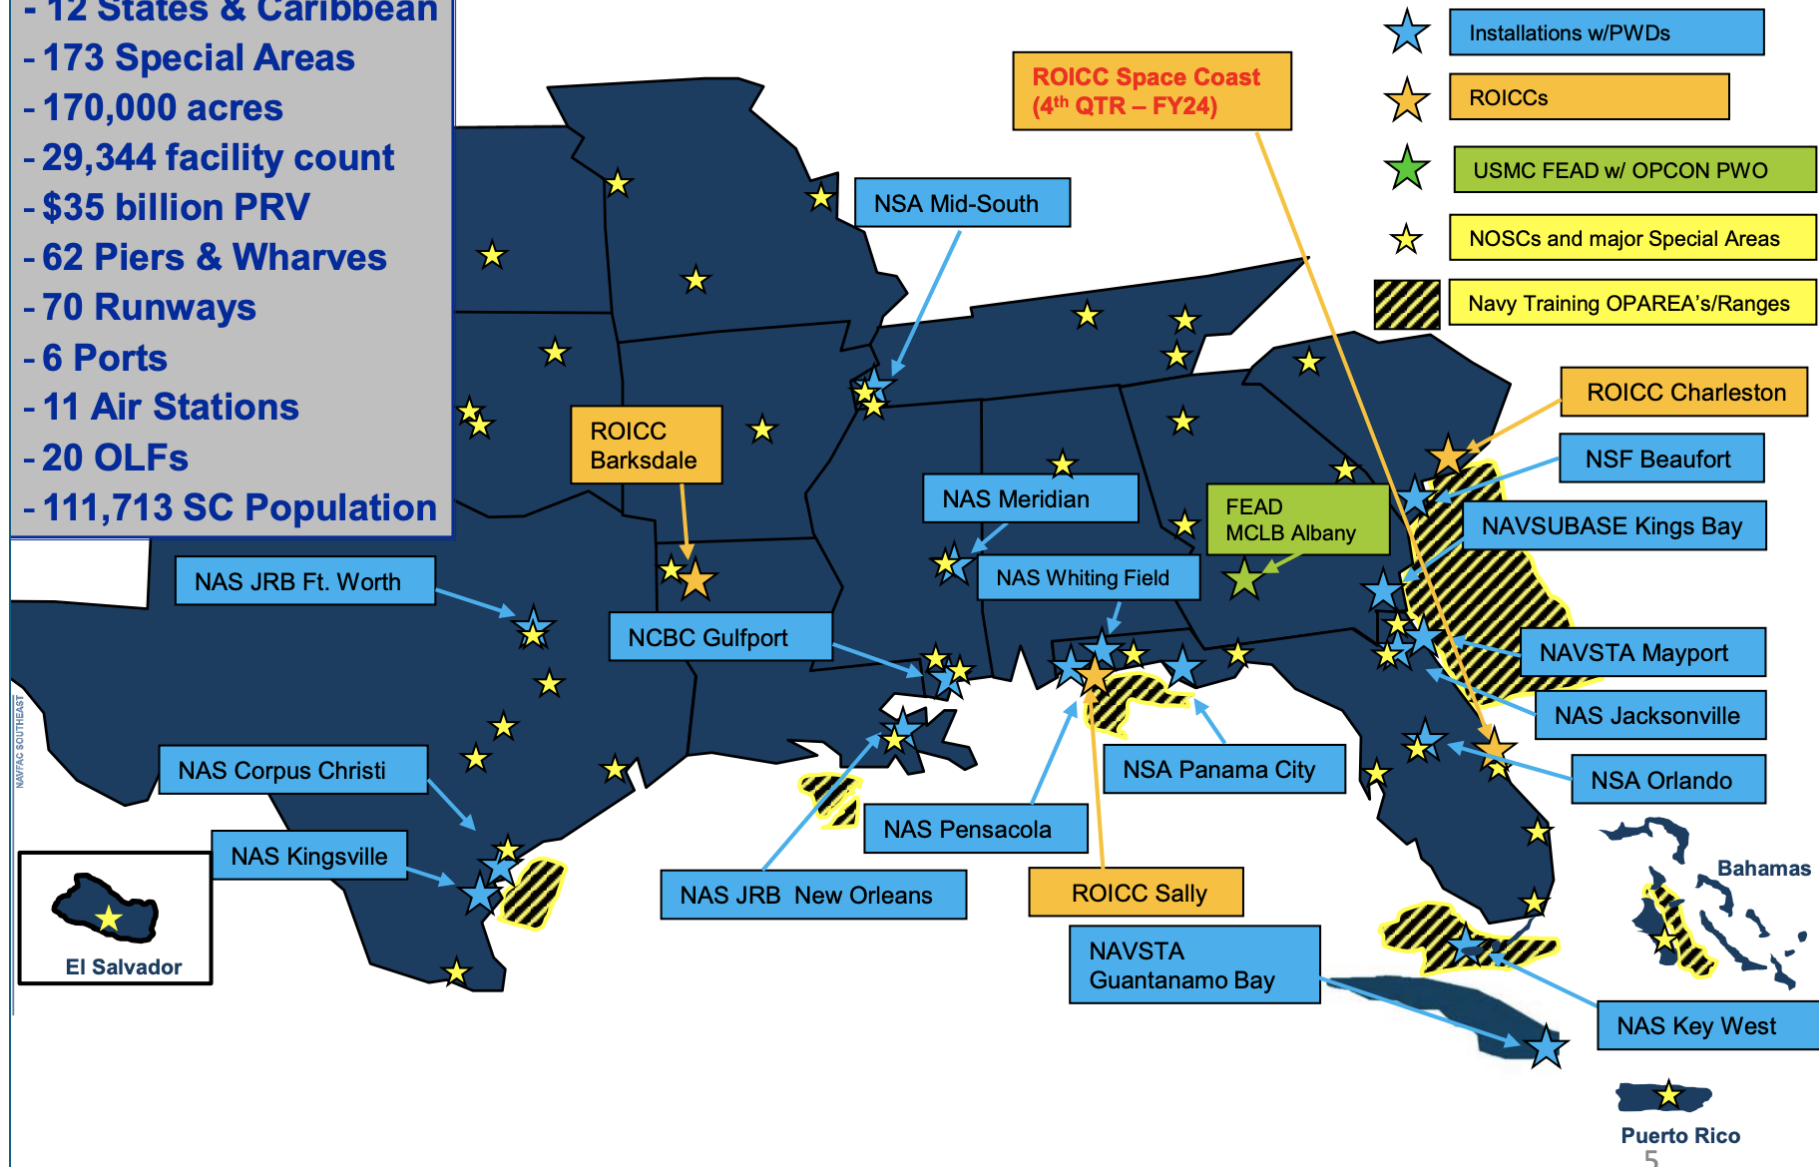 - 12 States & Caribbean
- 173 Special Areas
- 170,000 acres
- 29,344 facility count
- $35 billion PRV
- 62 Piers & Wharves
- 70 Runways
- 6 Ports
- 11 Air Stations
- 20 OLFs
- 111,713 SC Population
Installations w/PWDs
ROICCs
USMC FEAD w/ OPCON PWO
NOSCs and major Special Areas
Navy Training OPAREA's/Ranges
ROICC Space Coast
(4th QTR – FY24)
NSA Mid-South
ROICC
Barksdale
ROICC Charleston
NSF Beaufort
NAS Meridian
FEAD
MCLB Albany
NAVSUBASE Kings Bay
NAS JRB Ft. Worth
NAS Whiting Field
NCBC Gulfport
NAVSTA Mayport
NAS Jacksonville
NAVFAC SOUTHEAST
NAS Corpus Christi
NSA Panama City
NSA Orlando
NAS Pensacola
NAS Kingsville
NAS JRB  New Orleans
ROICC Sally
Bahamas
El Salvador
NAVSTA
Guantanamo Bay
NAS Key West
Puerto Rico
5